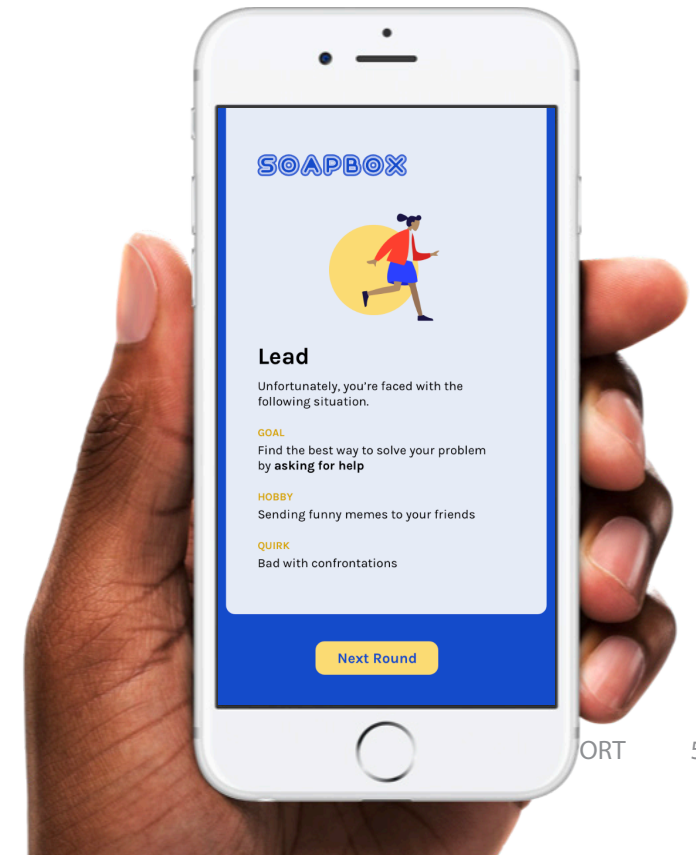 SOAPBOX
Lead
Unfortunately, you're faced with the
following situation.
GOAL
Find the best way to solve your problem
by asking for help
HOBBY
Sending funny memes to your friends
QUIRK
Bad with confrontations
Next Round
ORT